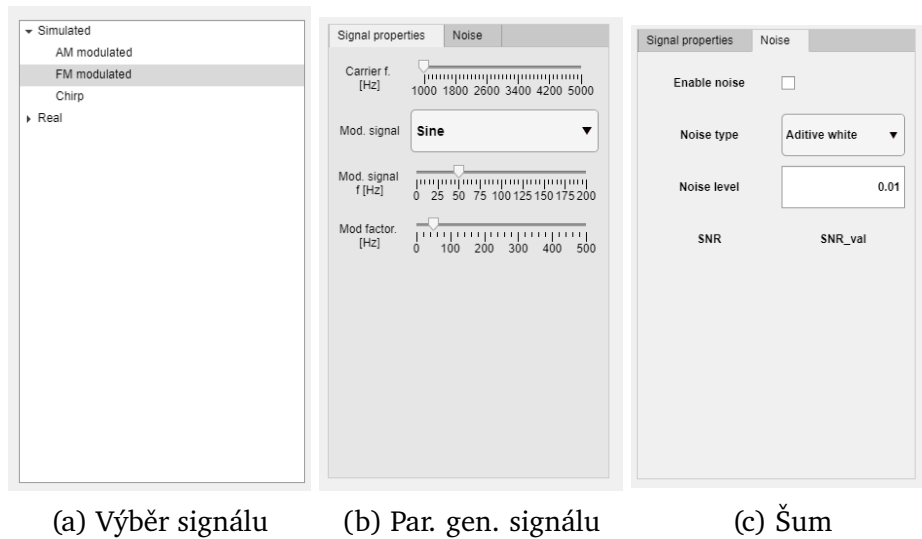 Simulated
AM modulated
FM modulated
Chirp
Real
(a) Výběr signálu
Signal properties Noise
Carrier f.
[Hz]
1000 1800 2600 3400 4200 5000
Mod. signal Sine
Mod. signal
f [Hz]
0 25 50 75 100 125 150 175 200
Mod factor.
[Hz]
0 100 200 300 400 500
(b) Par. gen. signálu
Signal properties Noise
Enable noise
Noise type Aditive white
Noise level 0.01
SNR SNR_val
(c) Šum